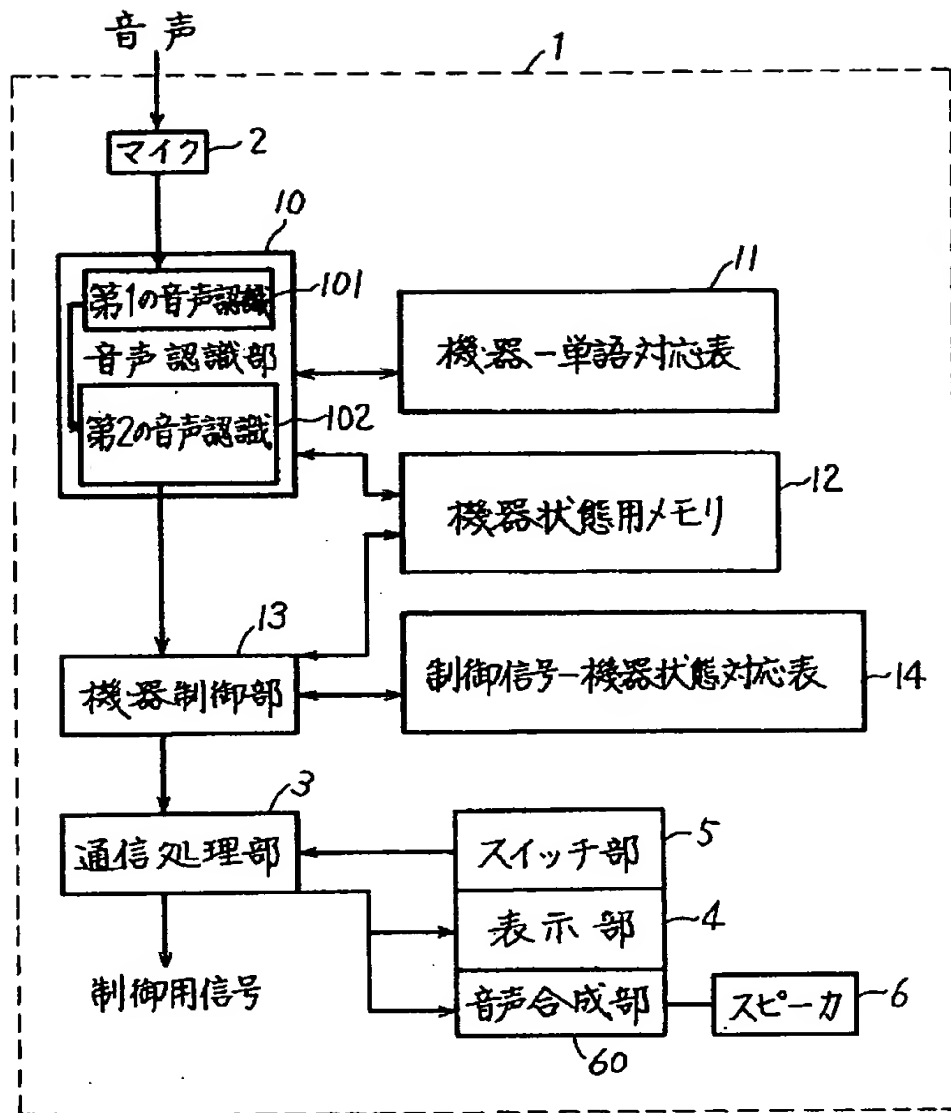 音声
1
マイク
2
10
第1の音声認識
101
音声認識部
第2の音声認識
102
11
機器-単語対応表
12
機器状態用メモリ
13
機器制御部
制御信号-機器状態対応表
14
3
通信処理部
スイッチ部
5
表示部
4
音声合成部
60
スピーカ
6
制御用信号